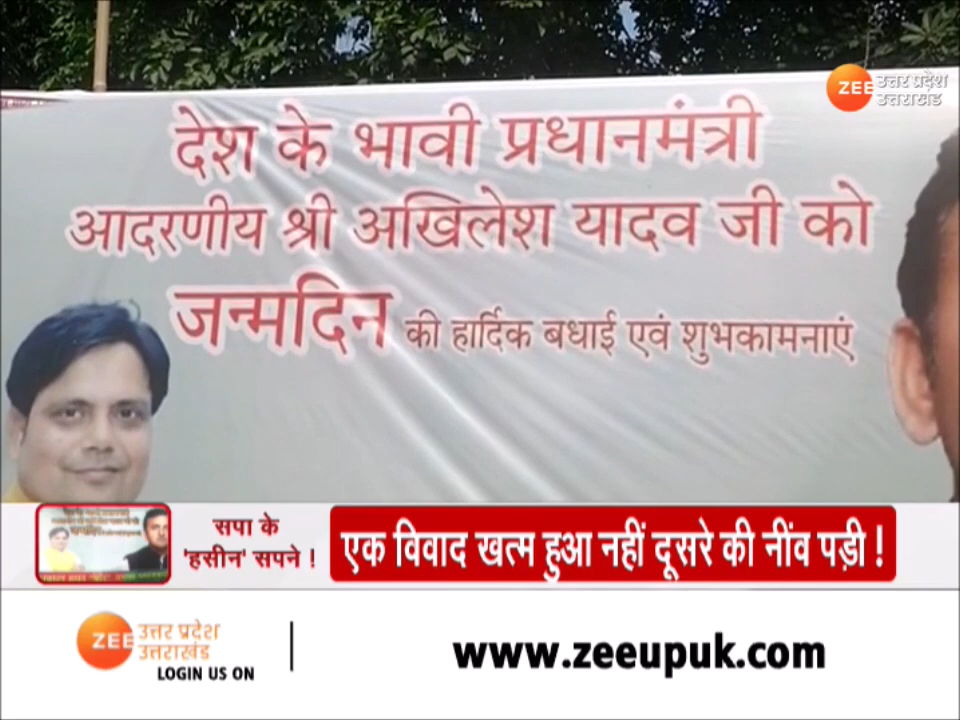 ZEE उत्तर प्रदेश
उत्तराखंड
देश के भावी प्रधानमंत्री
आदरणीय श्री अखिलेश यादव जी को
जन्मदिन की हार्दिक बधाई एवं शुभकामनाएं
सपा के
'हसीन' सपने !
एक विवाद खत्म हुआ नहीं दूसरे की नींव पड़ी !
ZEE उत्तर प्रदेश
उत्तराखंड
LOGIN US ON
www.zeeupuk.com